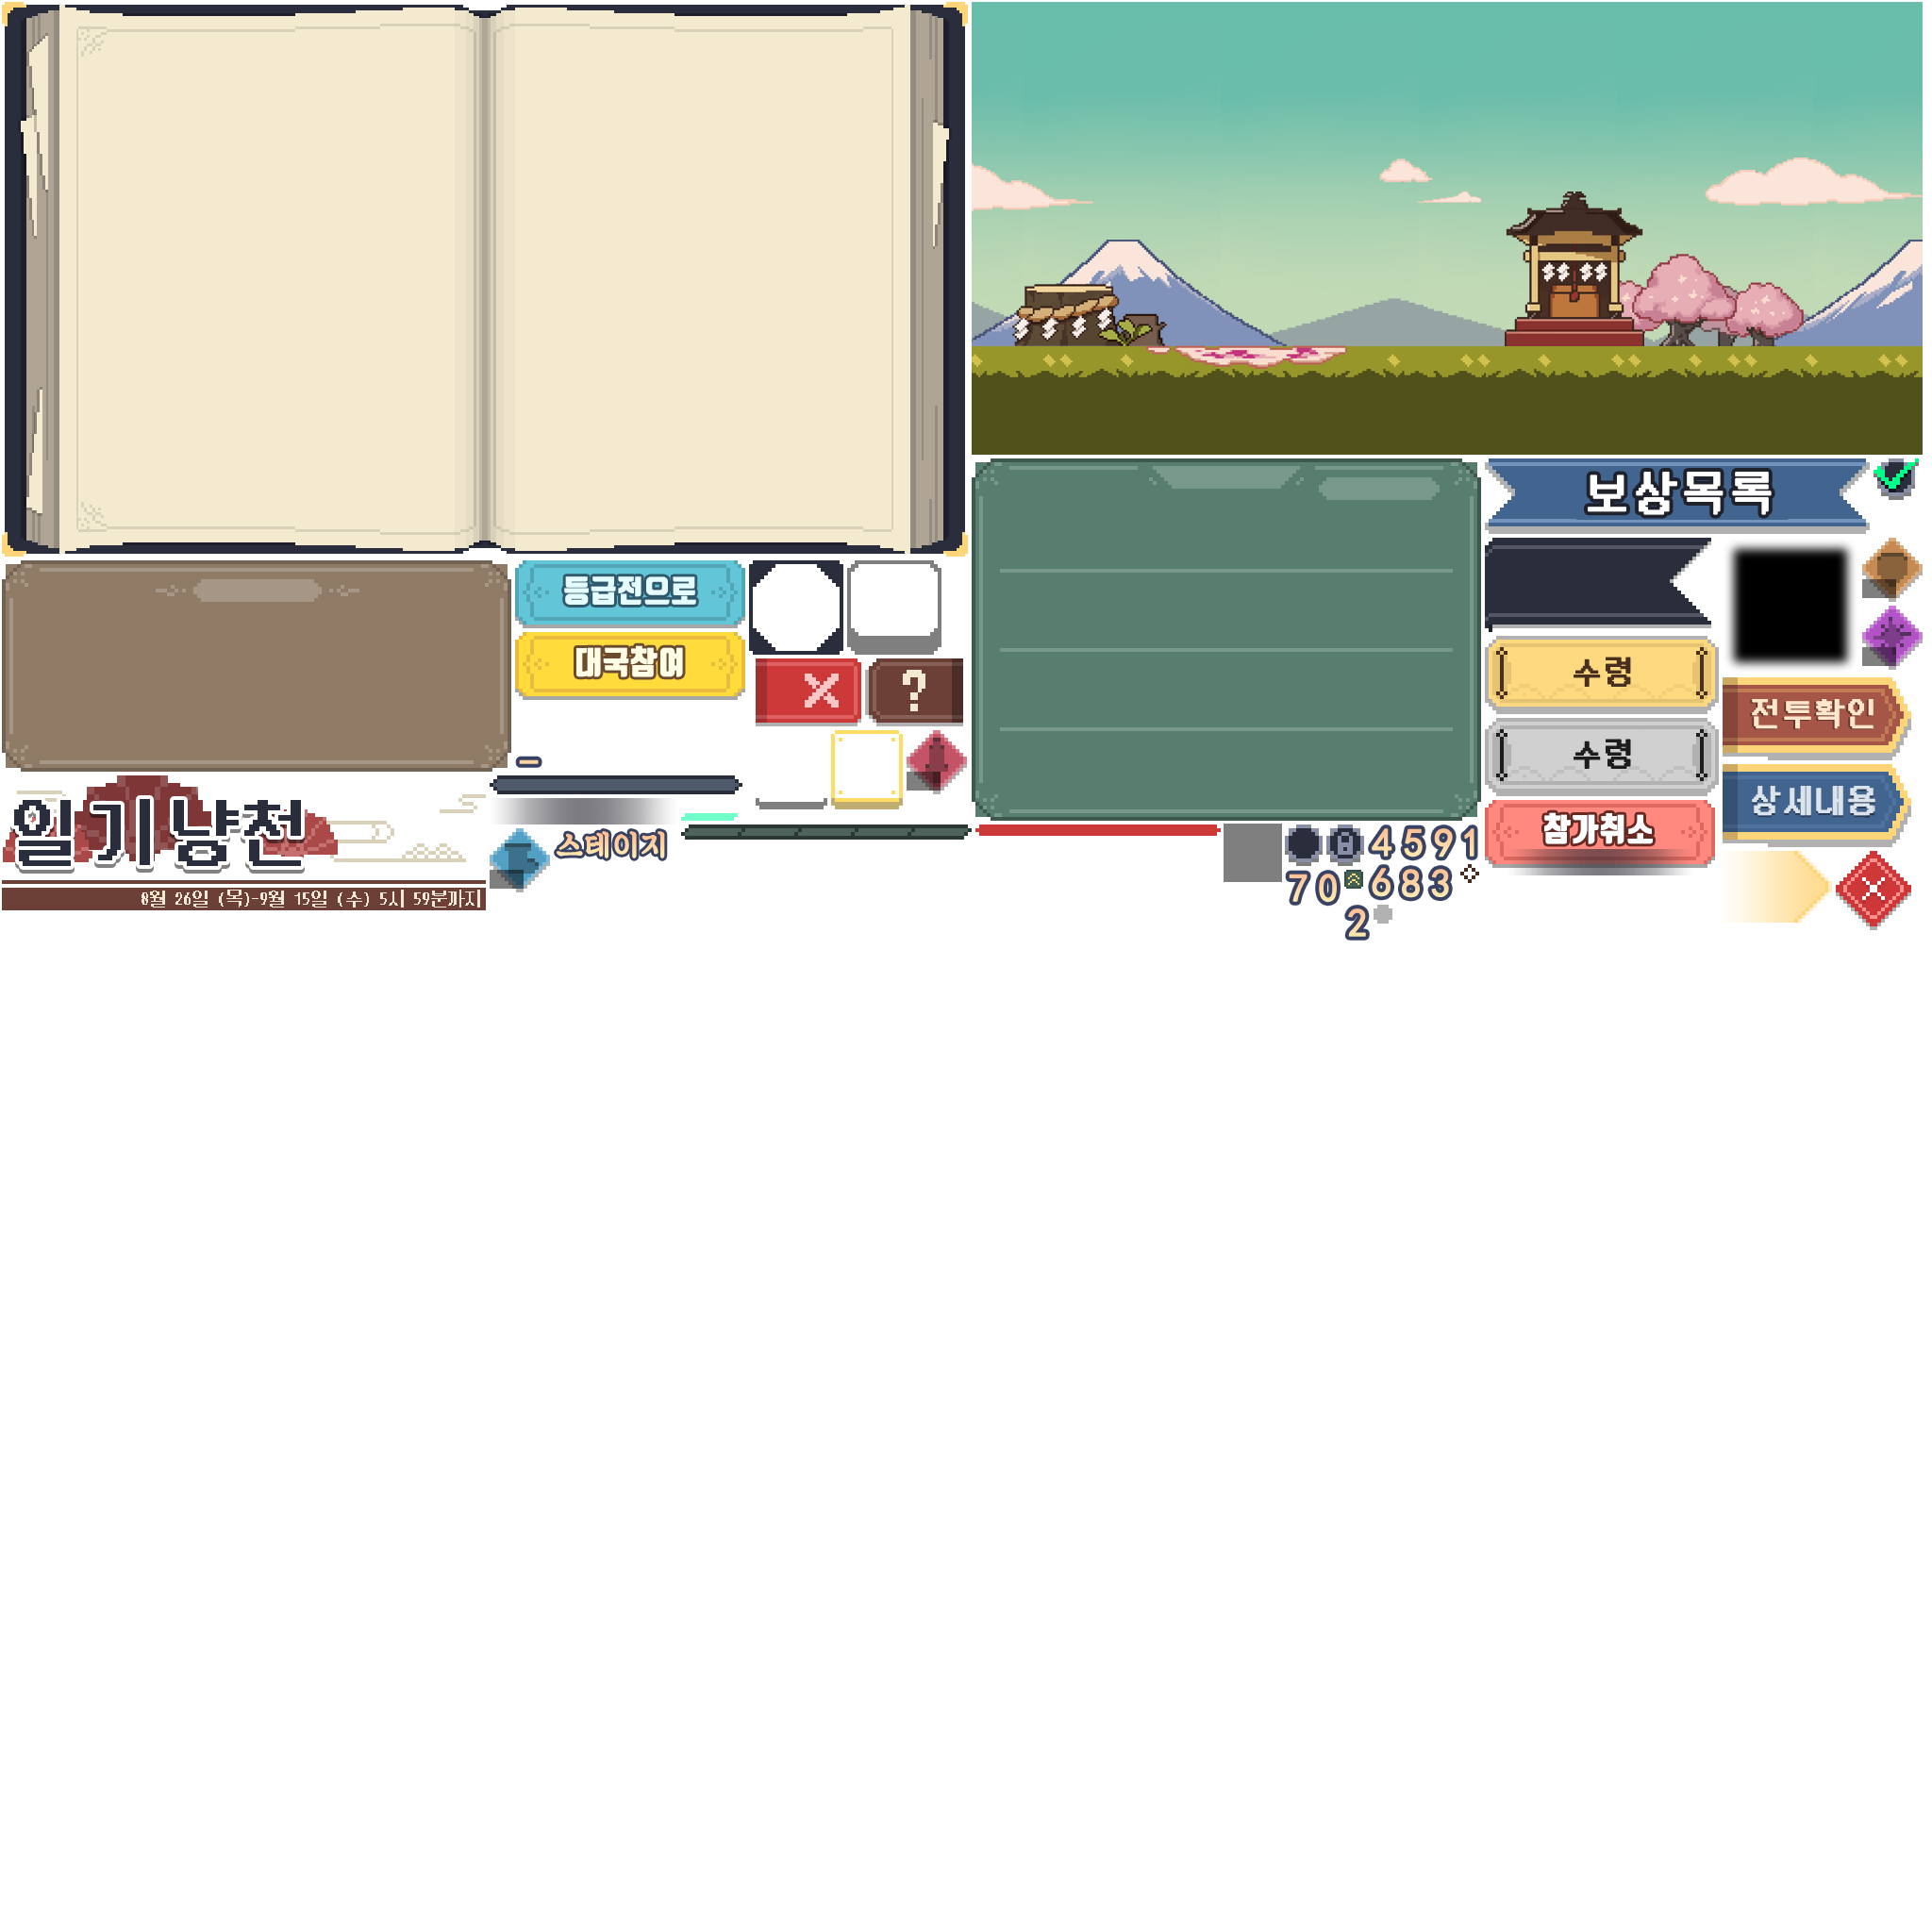 보상목록
등급전으로
대국참여
수령
전투확인
수령
상세내용
참가취소
?
-
일기냥전
스테이지
8월 26일 (목)-9월 15일 (수) 5시 59분까지
4591
70
683
2